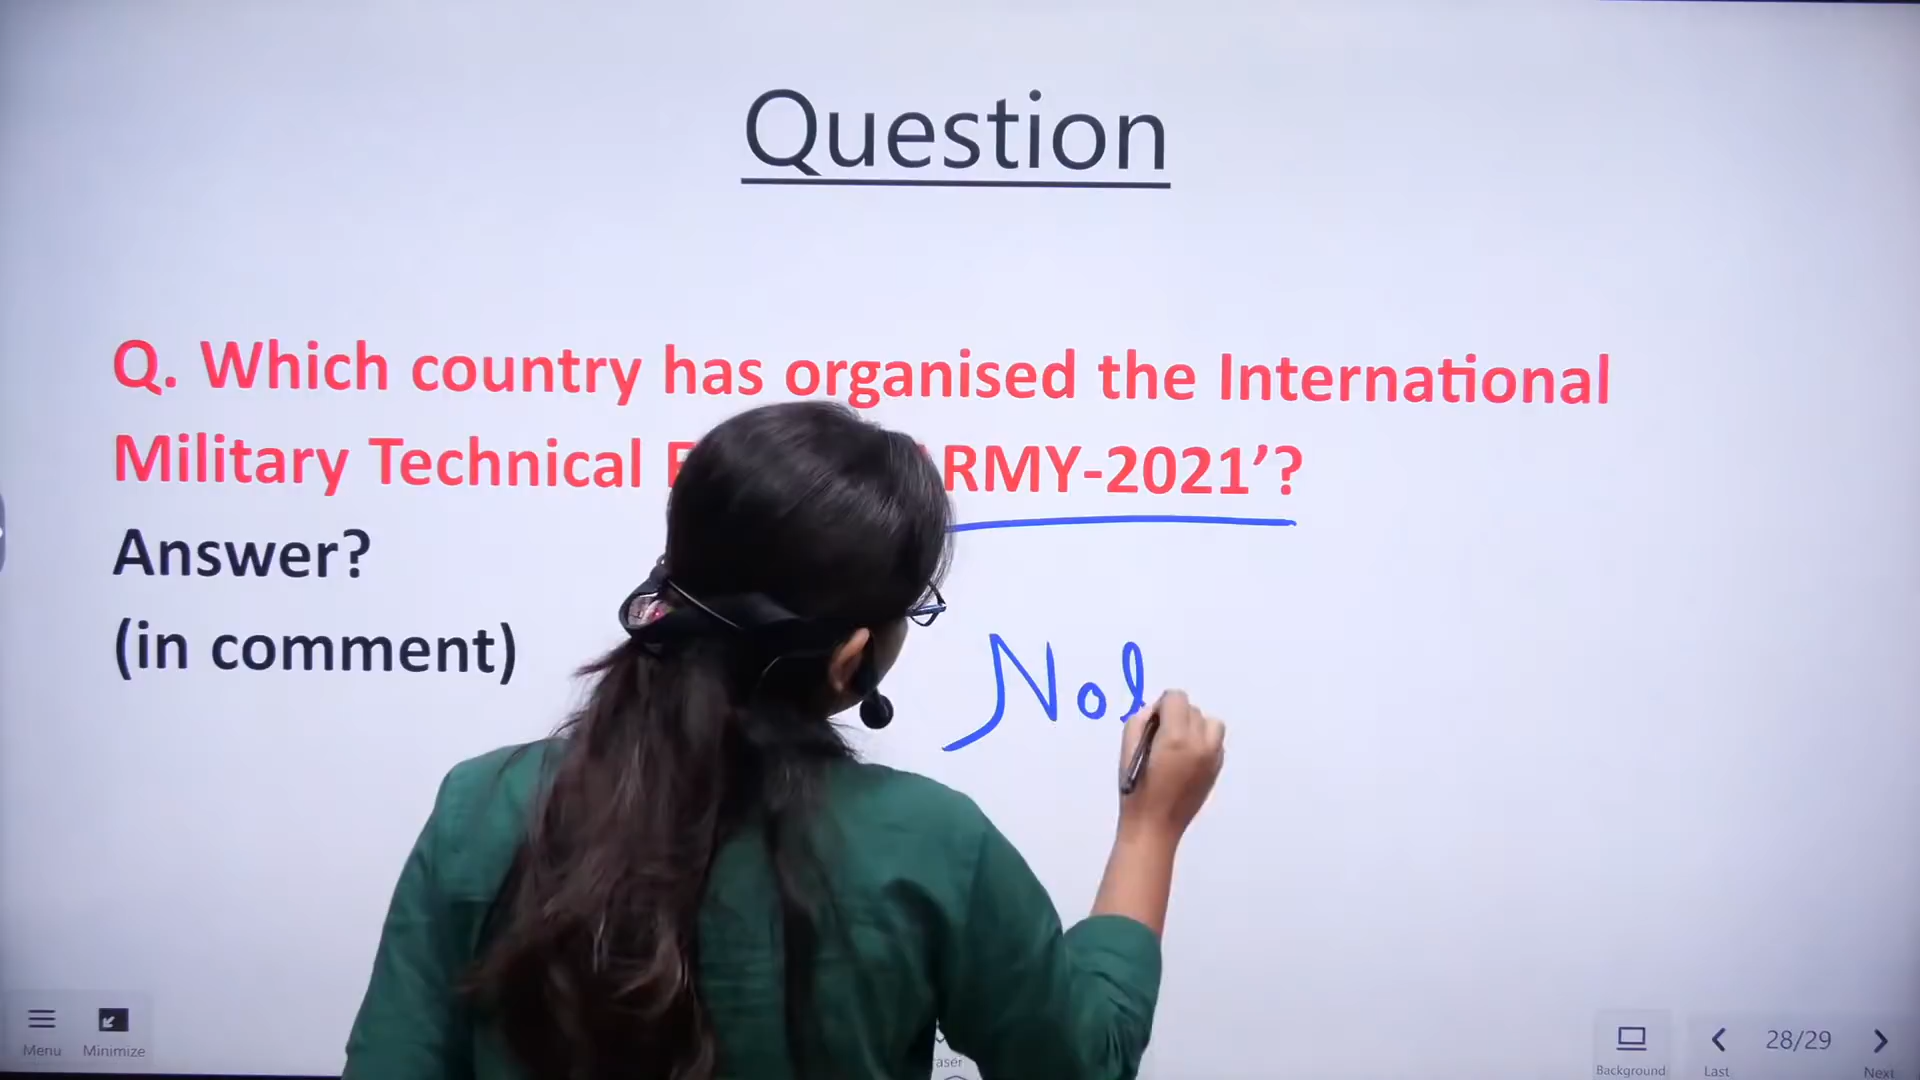 Question
Q. Which country has organised the International
Military Technical RMY-2021’?
Answer?
(in comment)
Nol
Menu
Minimize
Background
Last
28/29
Next